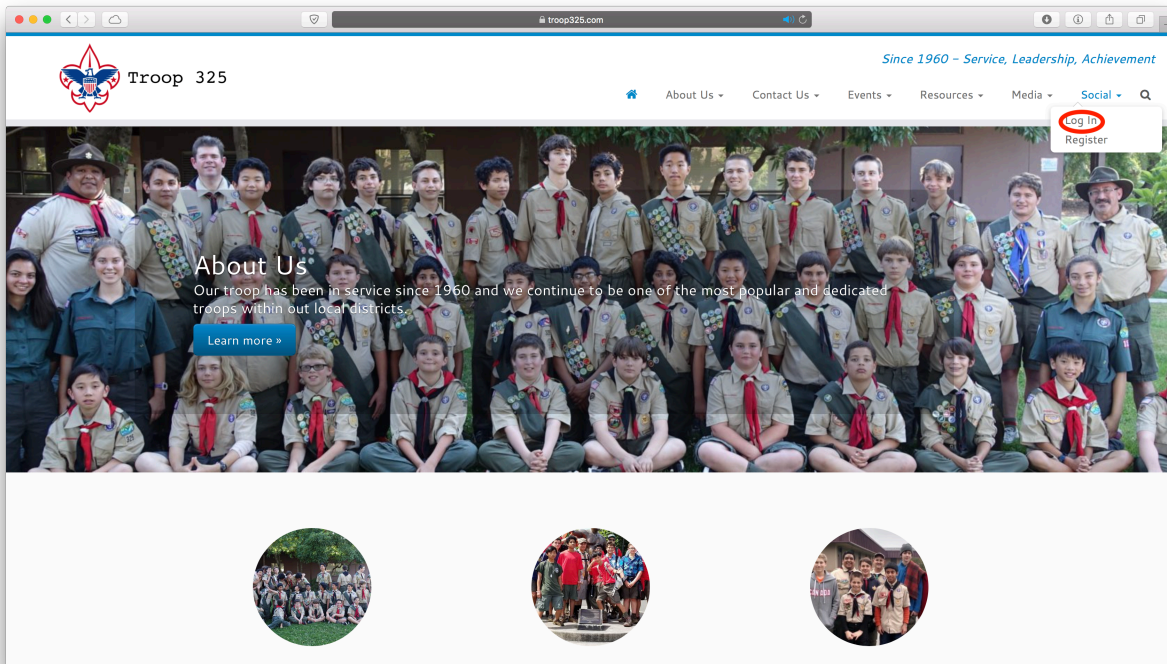 troop325.com
Since 1960 - Service, Leadership, Achievement
Troop 325
About Us
Contact Us
Events
Resources
Media
Social
Log In
Register
About Us
Our troop has been in service since 1960 and we continue to be one of the most popular and dedicated
troops within out local districts.
Learn more »